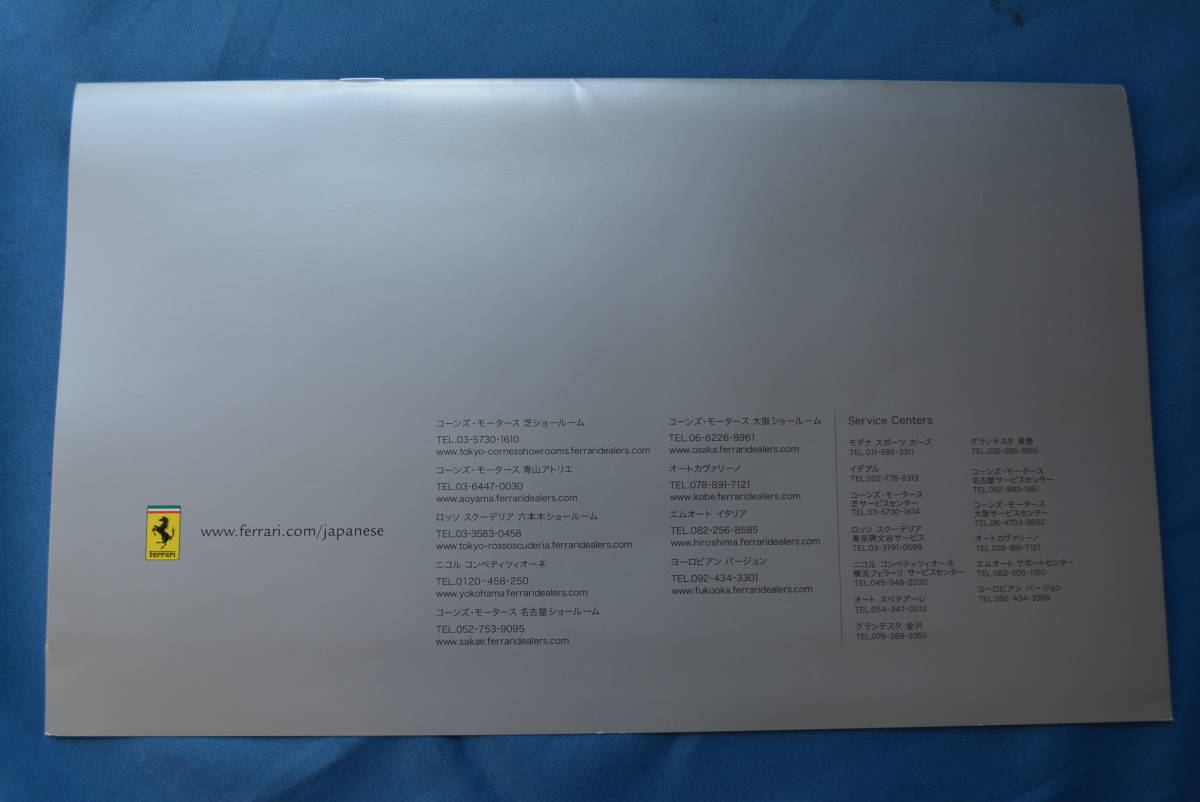 Ferrari
www.ferrari.com/japanese
コーンズ・モータース 芝ショールーム
TEL.03-5730-1610
www.tokyo-cornesshowrooms.ferraridealers.com
コーンズ・モータース 青山アトリエ
TEL.03-6447-0030
www.aoyama.ferraridealers.com
ロッソ スクーデリア 六本木ショールーム
TEL.03-3583-0458
www.tokyo-rossoscuderia.ferraridealers.com
ニコル コンペティツィオーネ
TEL.0120-458-250
www.yokohama.ferraridealers.com
コーンズ・モータース 名古屋ショールーム
TEL.052-753-9095
www.sakae.ferraridealers.com
コーンズ・モータース 大阪ショールーム
TEL.06-6226-8961
www.osaka.ferraridealers.com
オートカヴァリーノ
TEL.078-891-7121
www.kobe.ferraridealers.com
エムオート イタリア
TEL.082-256-8585
www.hiroshima.ferraridealers.com
ヨーロピアン バージョン
TEL.092-434-3301
www.fukuoka.ferraridealers.com
Service Centers
モデナ スポーツ カーズ
TEL.011-585-3311
イデアル
TEL.022-776-9313
コーンズ・モータース
芝サービスセンター
TEL.03-5730-1614
ロッソ スクーデリア
東京碑文谷サービス
TEL.03-3791-0599
ニコル コンペティツィオーネ
横浜フェラーリ サービスセンター
TEL.045-948-2030
オート スペチアーレ
TEL.054-347-0012
グランテスタ 金沢
TEL.076-269-3350
グランテスタ 長野
TEL.026-285-1855
コーンズ・モータース
名古屋サービスセンター
TEL.052-883-1861
コーンズ・モータース
大阪サービスセンター
TEL.06-4703-8502
オートカヴァリーノ
TEL.078-891-7121
エムオート サポートセンター
TEL.082-505-1100
ヨーロピアン バージョン
TEL.092-434-3308